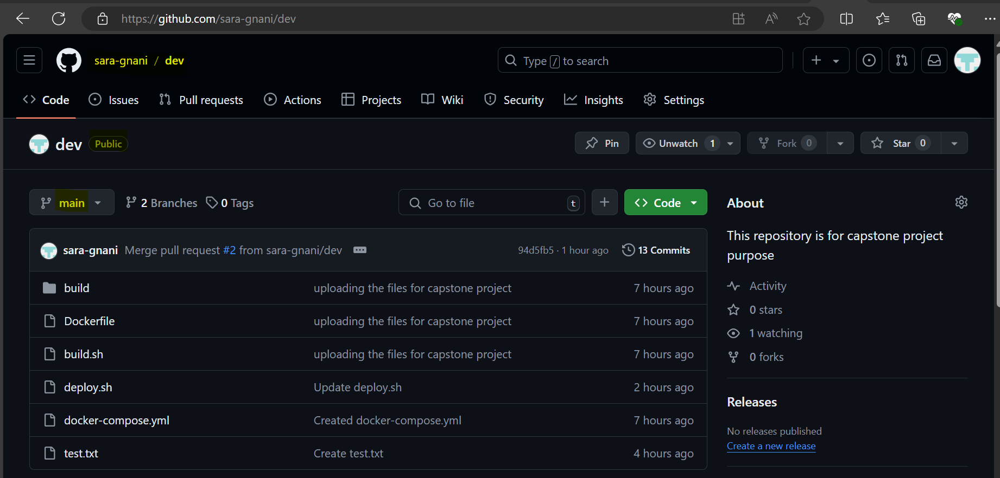 https://github.com/sara-gnani/dev
sara-gnani / dev
Type / to search
Code Issues Pull requests Actions Projects Wiki Security Insights Settings
dev Public
Pin Unwatch 1 Fork 0 Star 0
main 2 Branches 0 Tags Go to file t + Code
sara-gnani Merge pull request #2 from sara-gnani/dev 94d5fb5 · 1 hour ago 13 Commits
build uploading the files for capstone project 7 hours ago
Dockerfile uploading the files for capstone project 7 hours ago
build.sh uploading the files for capstone project 7 hours ago
deploy.sh Update deploy.sh 2 hours ago
docker-compose.yml Created docker-compose.yml 7 hours ago
test.txt Create test.txt 4 hours ago
About
This repository is for capstone project
purpose
Activity
0 stars
1 watching
0 forks
Releases
No releases published
Create a new release